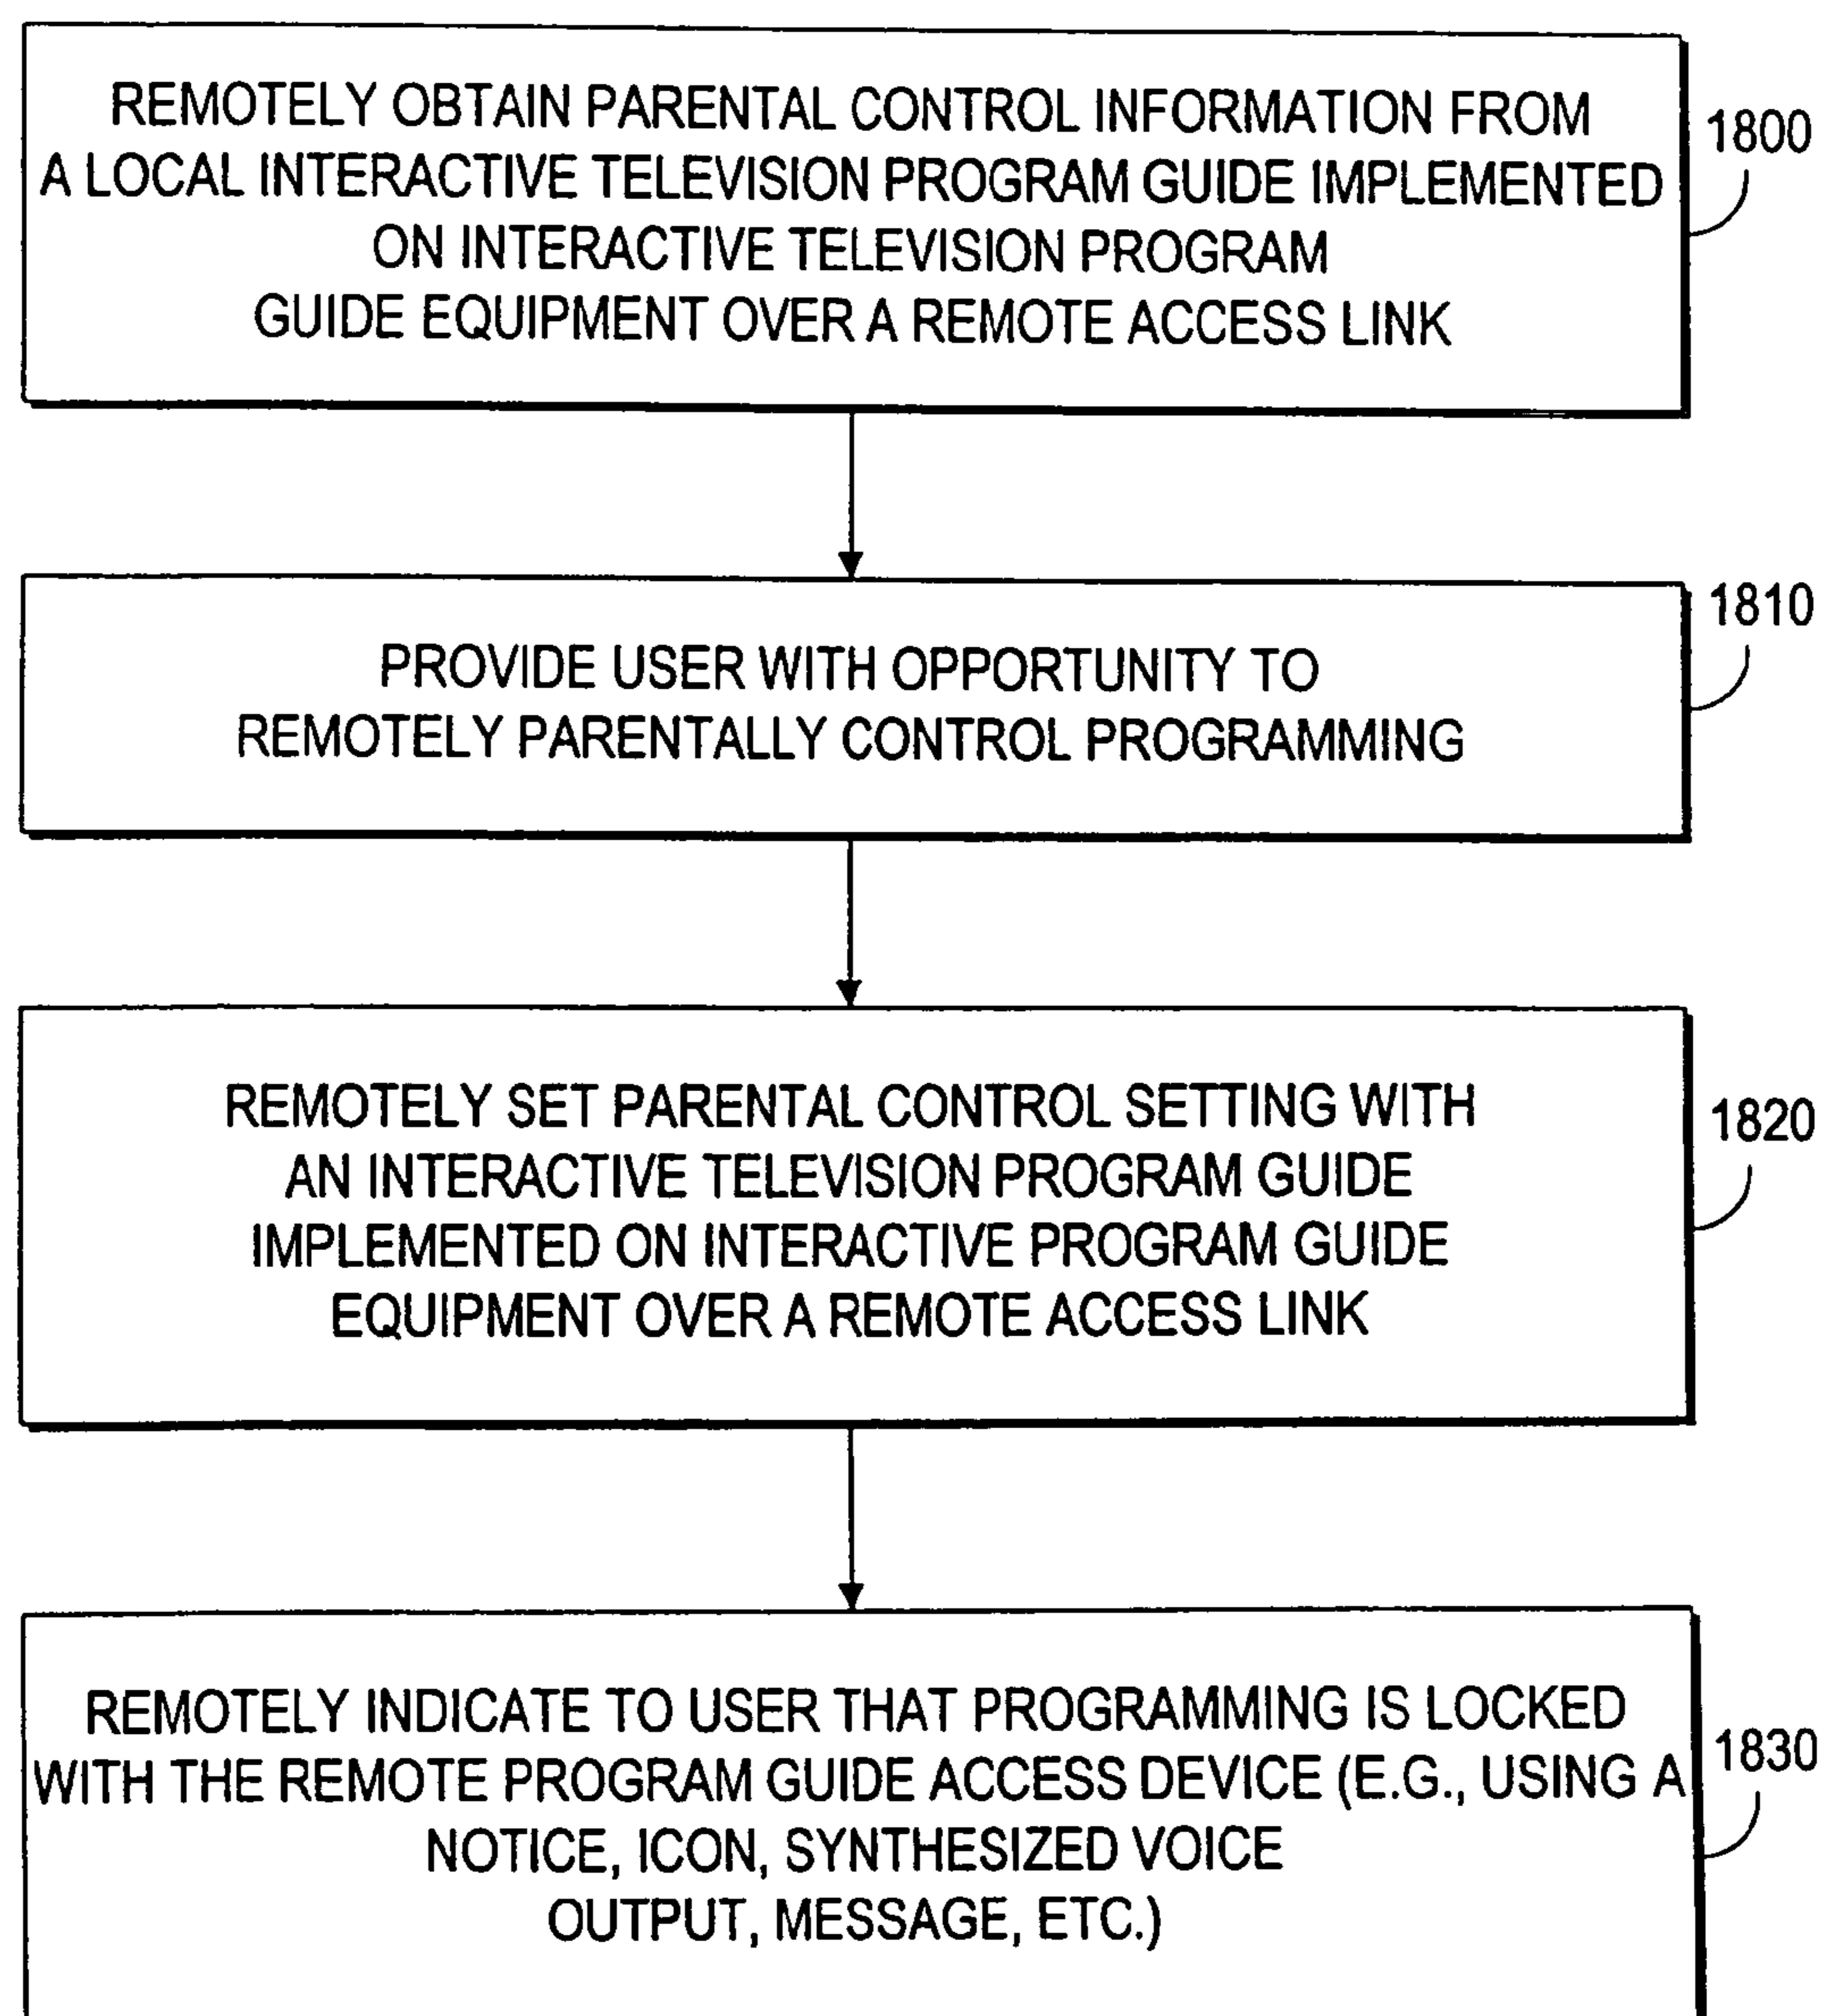 REMOTELY OBTAIN PARENTAL CONTROL INFORMATION FROM
A LOCAL INTERACTIVE TELEVISION PROGRAM GUIDE IMPLEMENTED
ON INTERACTIVE TELEVISION PROGRAM
GUIDE EQUIPMENT OVER A REMOTE ACCESS LINK
1800
PROVIDE USER WITH OPPORTUNITY TO
REMOTELY PARENTALLY CONTROL PROGRAMMING
1810
REMOTELY SET PARENTAL CONTROL SETTING WITH
AN INTERACTIVE TELEVISION PROGRAM GUIDE
IMPLEMENTED ON INTERACTIVE PROGRAM GUIDE
EQUIPMENT OVER A REMOTE ACCESS LINK
1820
REMOTELY INDICATE TO USER THAT PROGRAMMING IS LOCKED
WITH THE REMOTE PROGRAM GUIDE ACCESS DEVICE (E.G., USING A
NOTICE, ICON, SYNTHESIZED VOICE
OUTPUT, MESSAGE, ETC.)
1830